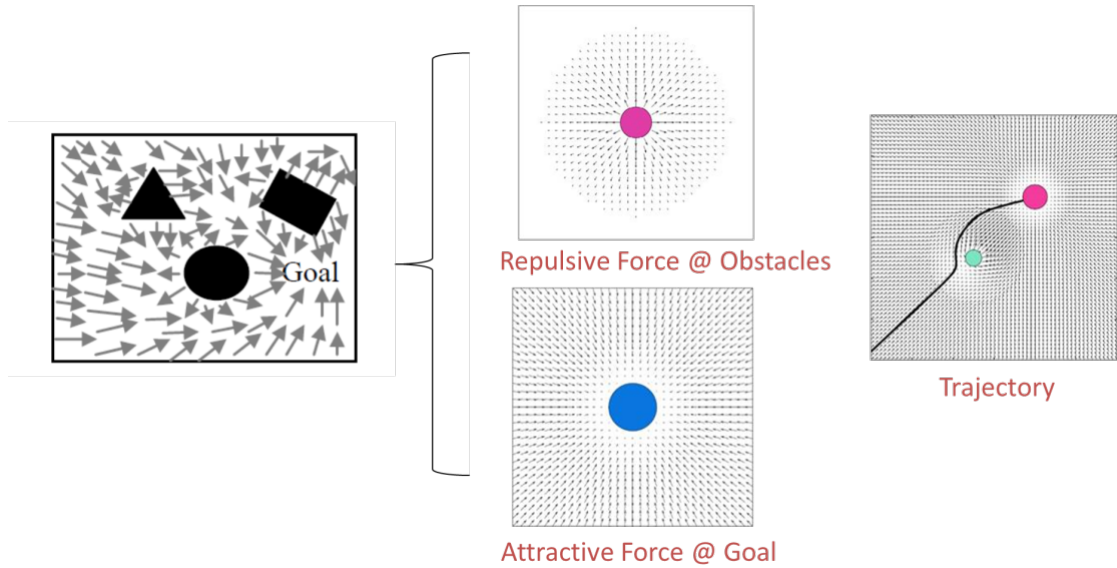 Goal
Repulsive Force @ Obstacles
Attractive Force @ Goal
Trajectory